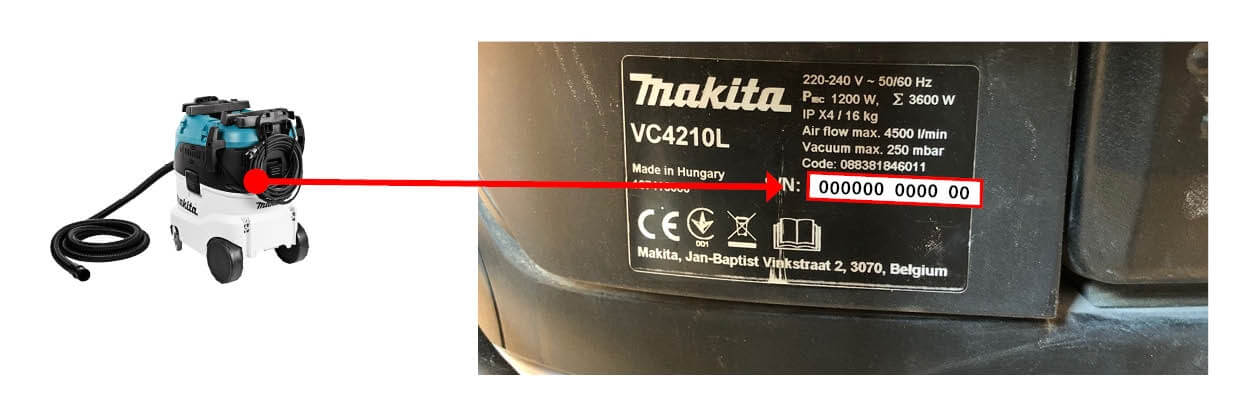 makita
VC4210L
Made in Hungary
220-240 V ~ 50/60 Hz
PIEC 1200 W, Σ 3600 W
IP X4 / 16 kg
Air flow max. 4500 l/min
Vacuum max. 250 mbar
Code: 088381846011
N: 000000 0000 00
CE
001
Makita, Jan-Baptist Vinkstraat 2, 3070, Belgium